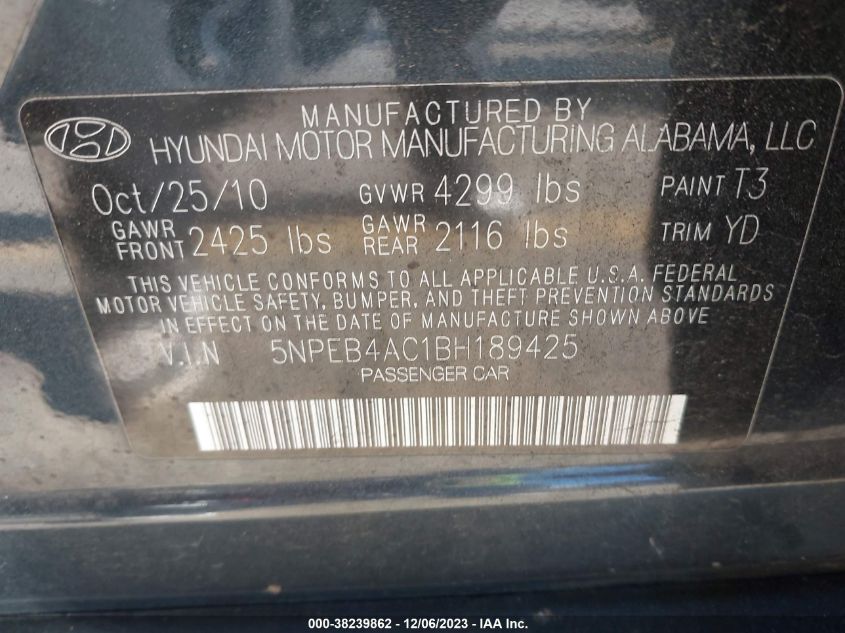 MANUFACTURED BY
HYUNDAI MOTOR MANUFACTURING ALABAMA, LLC
Oct/25/10 GVWR 4299 lbs PAINT T3
GAWR FRONT 2425 lbs GAWR REAR 2116 lbs TRIM YD
THIS VEHICLE CONFORMS TO ALL APPLICABLE U.S.A. FEDERAL
MOTOR VEHICLE SAFETY, BUMPER, AND THEFT PREVENTION STANDARDS
IN EFFECT ON THE DATE OF MANUFACTURE SHOWN ABOVE
V.I.N 5NPEB4AC1BH189425
PASSENGER CAR
000-38239862 - 12/06/2023 - IAA Inc.